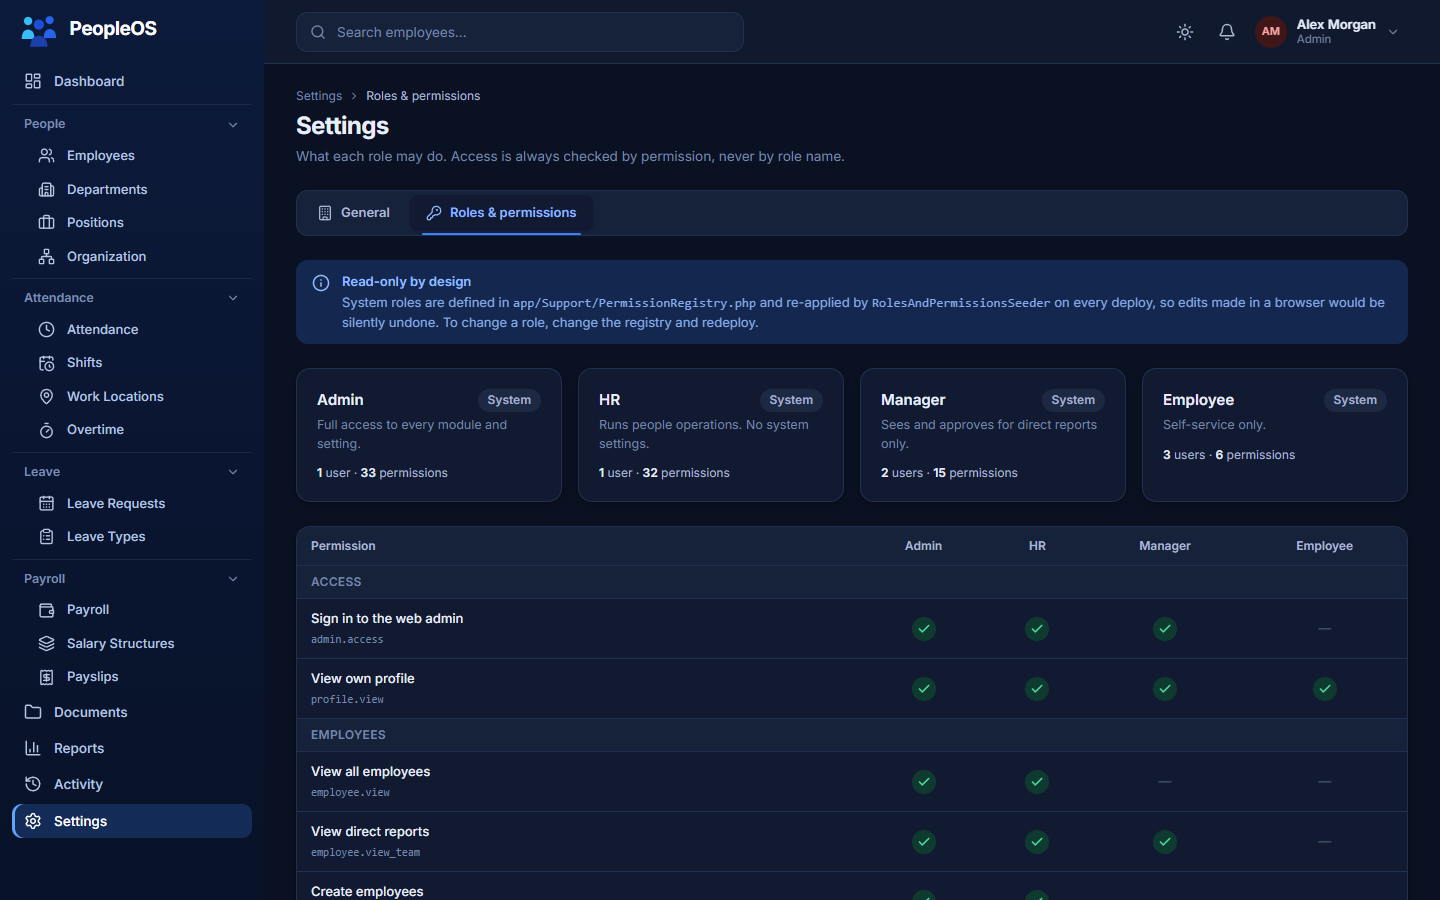 PeopleOS
Search employees...
AM
Alex Morgan
Admin
Dashboard
People
Employees
Departments
Positions
Organization
Attendance
Attendance
Shifts
Work Locations
Overtime
Leave
Leave Requests
Leave Types
Payroll
Payroll
Salary Structures
Payslips
Documents
Reports
Activity
Settings
Settings > Roles & permissions
Settings
What each role may do. Access is always checked by permission, never by role name.
General
Roles & permissions
Read-only by design
System roles are defined in app/Support/PermissionRegistry.php and re-applied by RolesAndPermissionsSeeder on every deploy, so edits made in a browser would be
silently undone. To change a role, change the registry and redeploy.
Admin System
Full access to every module and
setting.
1 user · 33 permissions
HR System
Runs people operations. No system
settings.
1 user · 32 permissions
Manager System
Sees and approves for direct reports
only.
2 users · 15 permissions
Employee System
Self-service only.
3 users · 6 permissions
Permission Admin HR Manager Employee
ACCESS
Sign in to the web admin
admin.access
View own profile
profile.view
EMPLOYEES
View all employees
employee.view
View direct reports
employee.view_team
Create employees